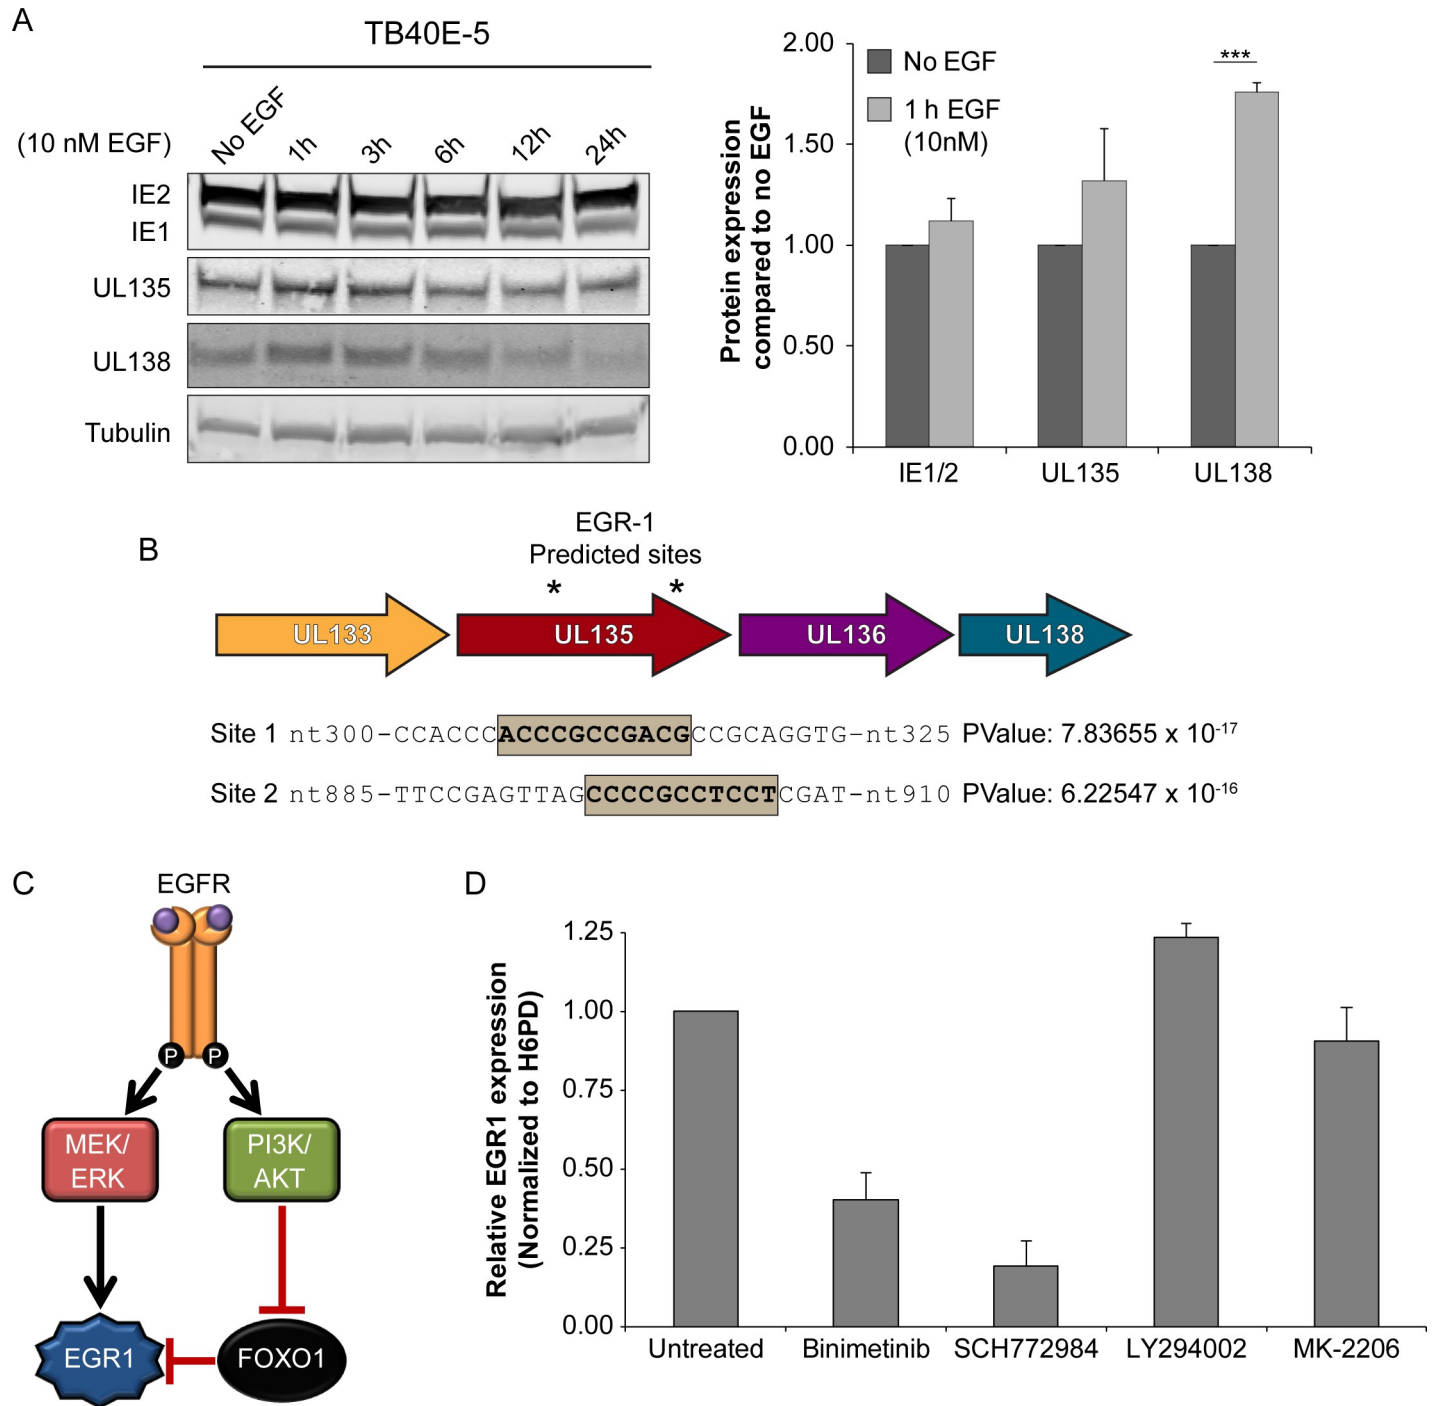 A
TB40E-5
(10 nM EGF) No EGF 1h 3h 6h 12h 24h
IE2
IE1
UL135
UL138
Tubulin
Protein expression
compared to no EGF
2.00
1.50
1.00
0.50
0.00
No EGF
1 h EGF
(10nM)
***
IE1/2 UL135 UL138
B
EGR-1
Predicted sites
* *
UL133 UL135 UL136 UL138
Site 1 nt300-CCACCCACCCGCCGACGCCGCAGGTG-nt325 PValue: 7.83655 x 10-17
Site 2 nt885-TTCCGAGTTAGCCCCGCCTCCTCGAT-nt910 PValue: 6.22547 x 10-16
C
EGFR
P P
MEK/
ERK
PI3K/
AKT
EGR1
FOXO1
D
Relative EGR1 expression
(Normalized to H6PD)
1.25
1.00
0.75
0.50
0.25
0.00
Untreated Binimetinib SCH772984 LY294002 MK-2206